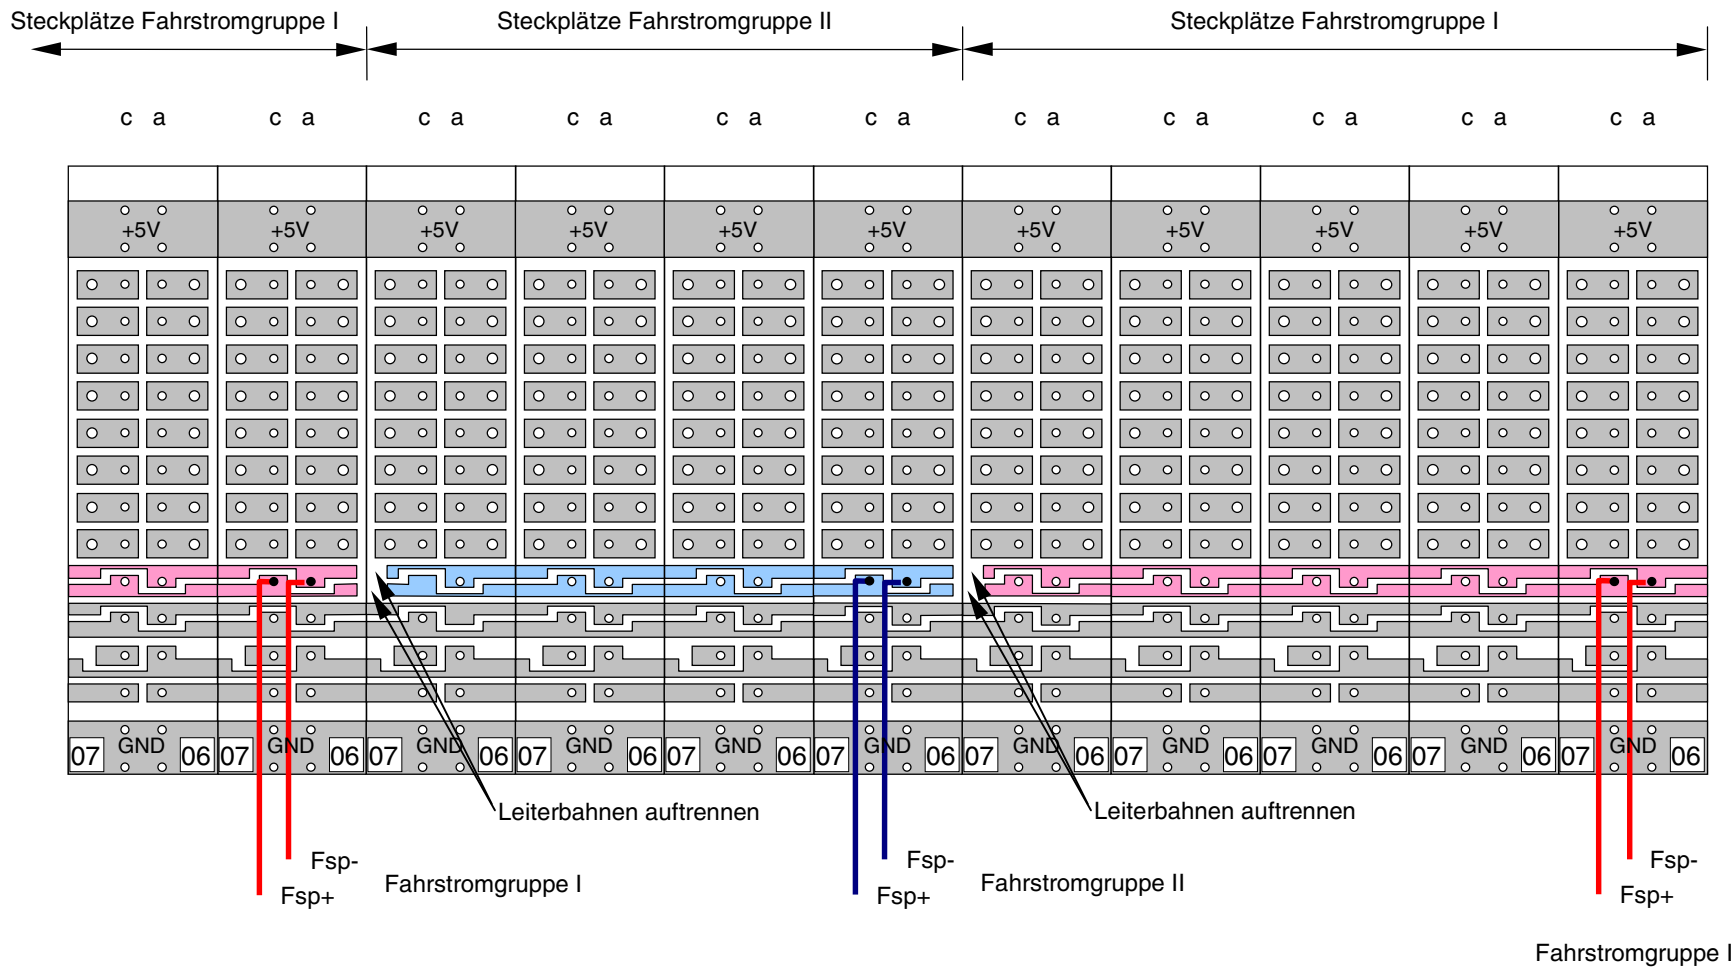 Steckplätze Fahrstromgruppe I Steckplätze Fahrstromgruppe II Steckplätze Fahrstromgruppe I
c a c a c a c a c a c a c a c a c a c a c a
+5V +5V +5V +5V +5V +5V +5V +5V +5V +5V +5V
07 GND 06 07 GND 06 07 GND 06 07 GND 06 07 GND 06 07 GND 06 07 GND 06 07 GND 06 07 GND 06 07 GND 06 07 GND 06
Leiterbahnen auftrennen Leiterbahnen auftrennen
Fsp- Fsp- Fsp-
Fahrstromgruppe I Fahrstromgruppe II
Fsp+ Fsp+ Fsp+
Fahrstromgruppe I